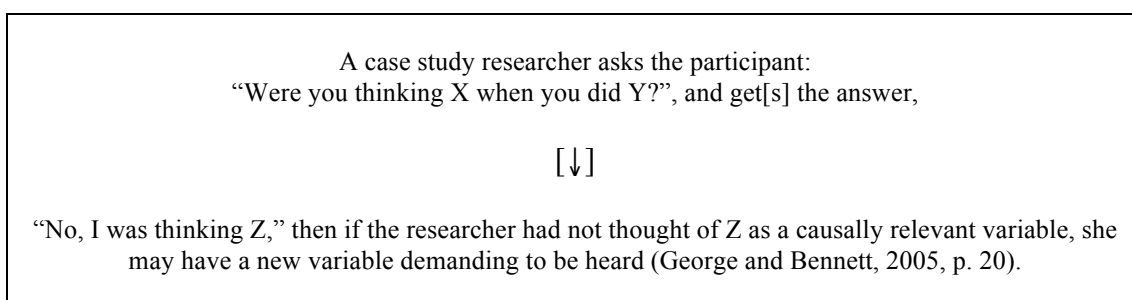 A case study researcher asks the participant:
“Were you thinking X when you did Y?”, and get[s] the answer,
[↓]
“No, I was thinking Z,” then if the researcher had not thought of Z as a causally relevant variable, she
may have a new variable demanding to be heard (George and Bennett, 2005, p. 20).